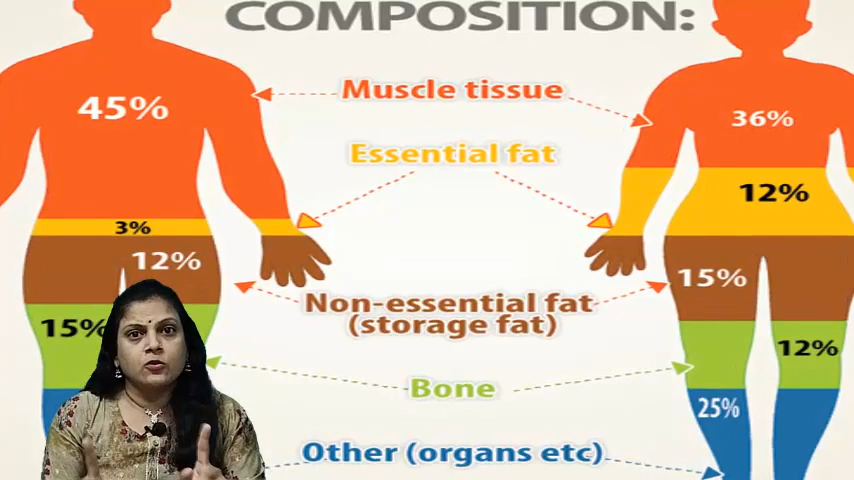 COMPOSITION:
Muscle tissue
45%
36%
Essential fat
12%
3%
12%
15%
Non-essential fat
(storage fat)
15%
12%
Bone
25%
Other (organs etc)